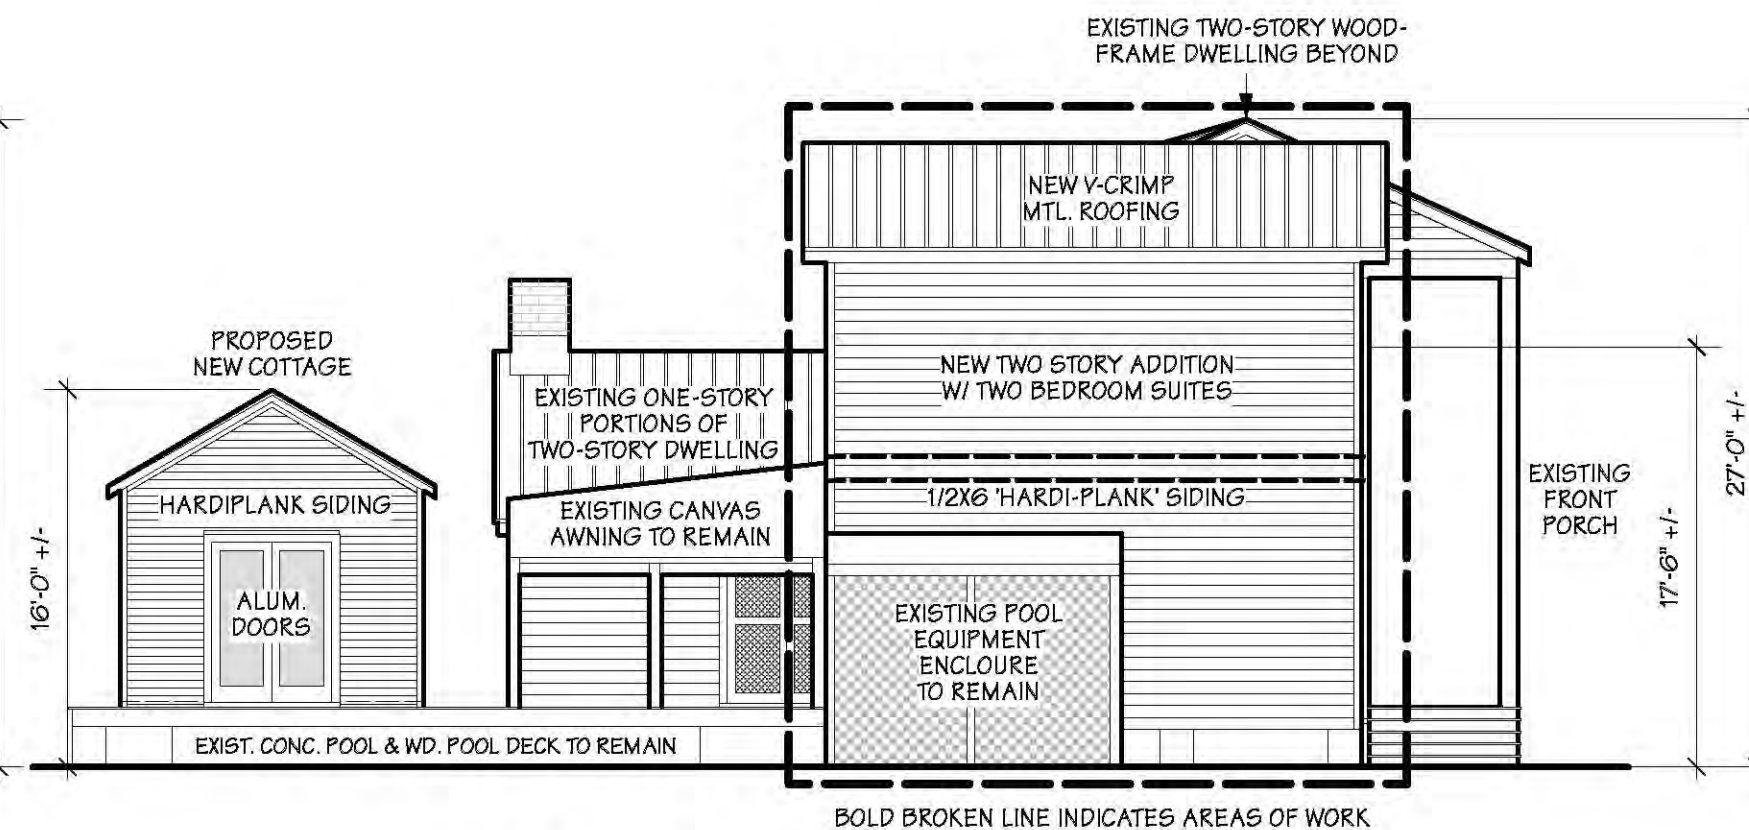 EXISTING TWO-STORY WOOD-
FRAME DWELLING BEYOND
NEW V-CRIMP
MTL. ROOFING
PROPOSED
NEW COTTAGE
NEW TWO STORY ADDITION
W/ TWO BEDROOM SUITES
EXISTING ONE-STORY
PORTIONS OF
TWO-STORY DWELLING
HARDIPLANK SIDING
1/2X6 'HARDI-PLANK' SIDING
EXISTING
FRONT
PORCH
EXISTING CANVAS
AWNING TO REMAIN
16'-0" +/-
17'-6" +/-
27'-0" +/-
ALUM.
DOORS
EXISTING POOL
EQUIPMENT
ENCLOURE
TO REMAIN
EXIST. CONC. POOL & WD. POOL DECK TO REMAIN
BOLD BROKEN LINE INDICATES AREAS OF WORK